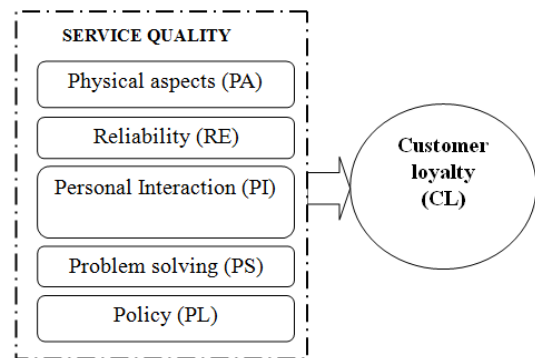 SERVICE QUALITY
Physical aspects (PA)
Reliability (RE)
Personal Interaction (PI)
Problem solving (PS)
Policy (PL)
Customer
loyalty
(CL)